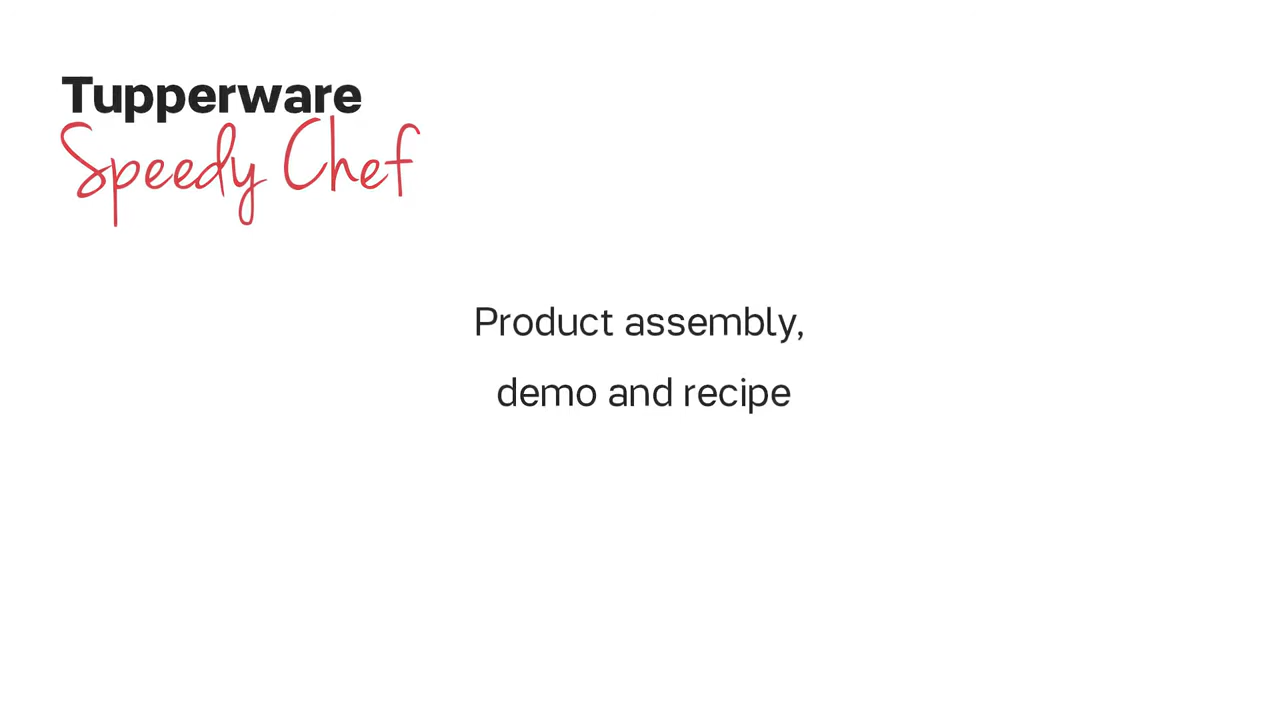 Tupperware
Speedy Chef
Product assembly,
demo and recipe